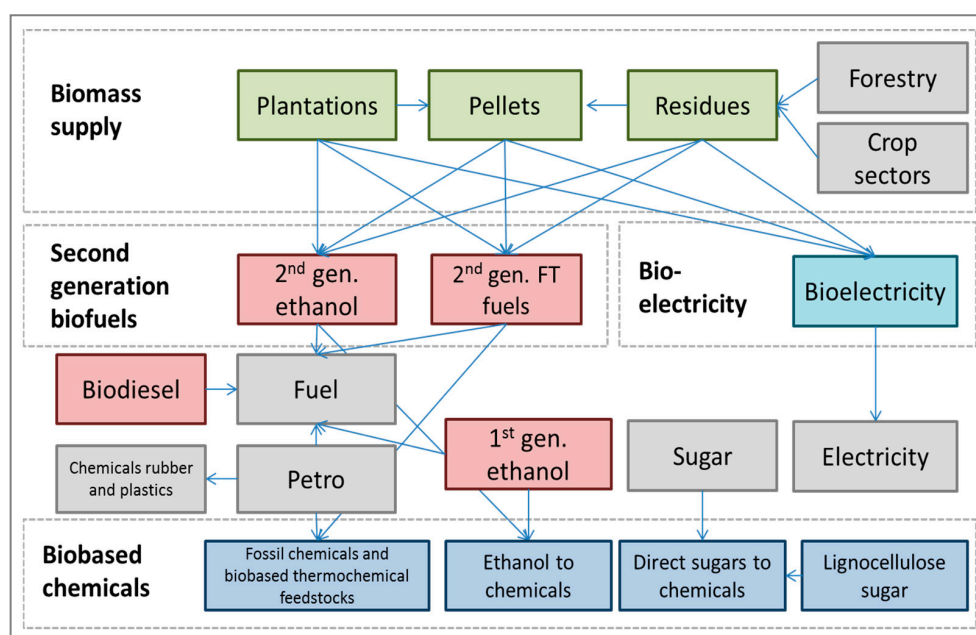 Biomass
supply
Plantations
Pellets
Residues
Forestry
Crop
sectors
Second
generation
biofuels
2nd gen.
ethanol
2nd gen. FT
fuels
Bio-
electricity
Bioelectricity
Biodiesel
Fuel
1st gen.
ethanol
Sugar
Electricity
Chemicals rubber
and plastics
Petro
Biobased
chemicals
Fossil chemicals and
biobased thermochemical
feedstocks
Ethanol to
chemicals
Direct sugars to
chemicals
Lignocellulose
sugar